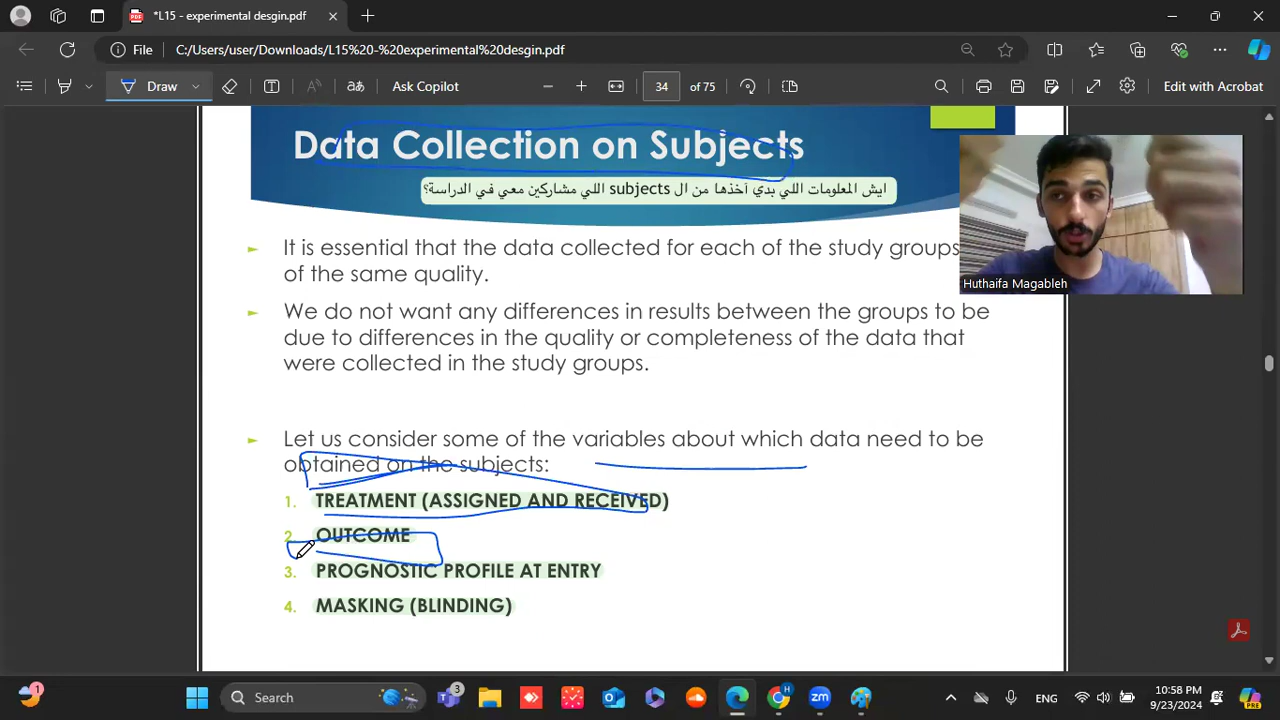 *L15 - experimental desgin.pdf
File
C:/Users/user/Downloads/L15%20-%20experimental%20desgin.pdf
Draw
Ask Copilot
34
of 75
Edit with Acrobat
Data Collection on Subjects
ايش المعلومات اللي بدي آخذها من ال subjects اللي مشاركين معي في الدراسة؟
Huthaifa Magableh
► It is essential that the data collected for each of the study groups
of the same quality.
► We do not want any differences in results between the groups to be
due to differences in the quality or completeness of the data that
were collected in the study groups.
► Let us consider some of the variables about which data need to be
obtained on the subjects:
1. TREATMENT (ASSIGNED AND RECEIVED)
2. OUTCOME
3. PROGNOSTIC PROFILE AT ENTRY
4. MASKING (BLINDING)
1
Search
3
H
zm
ENG
10:58 PM
9/23/2024
PRE